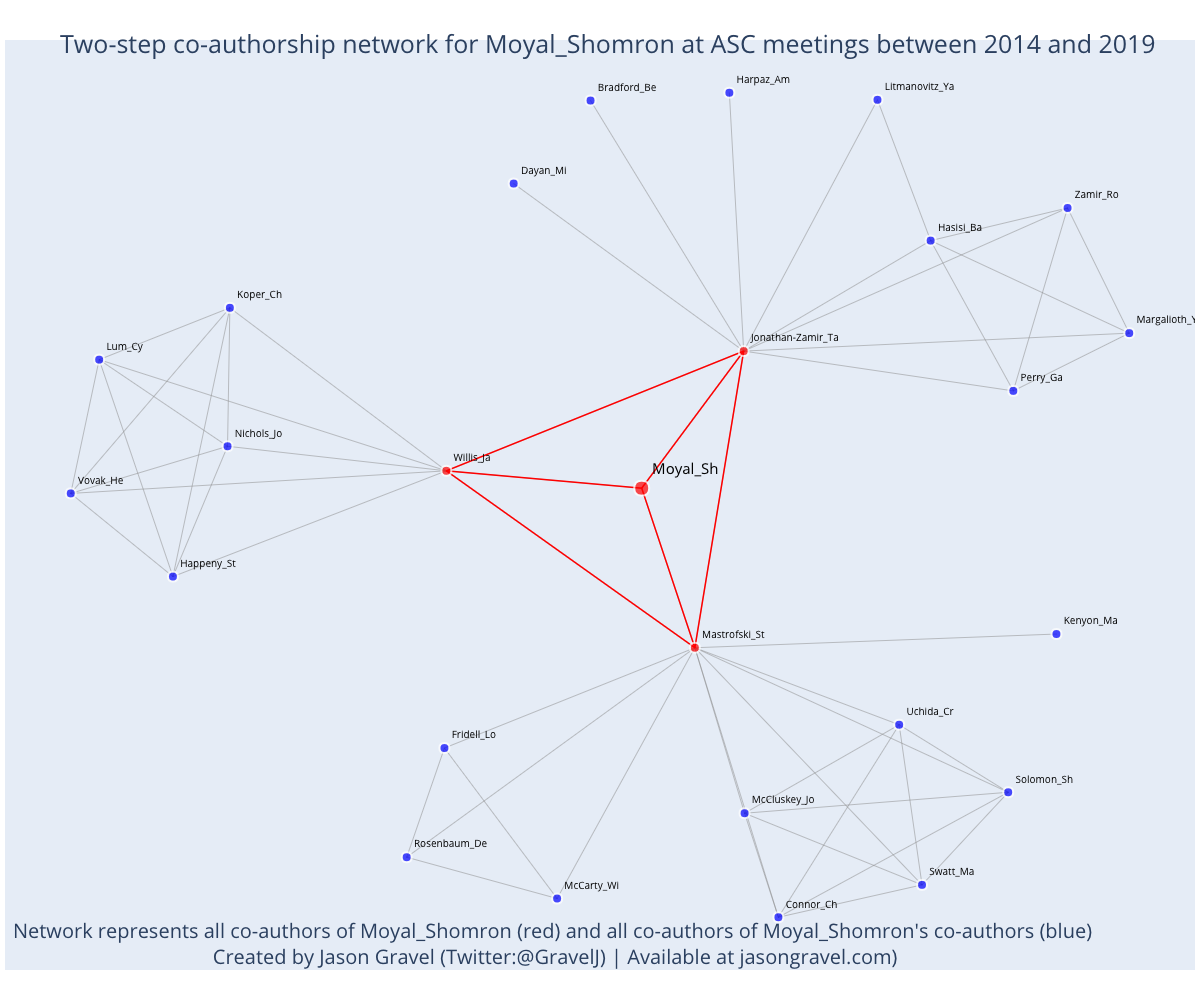 Two-step co-authorship network for Moyal_Shomron at ASC meetings between 2014 and 2019
Harpaz_Am
Bradford_Be
Litmanovitz_Ya
Dayan_Mi
Zamir_Ro
Hasisi_Ba
Koper_Ch
Margalioth_Y
Jonathan-Zamir_Ta
Lum_Cy
Perry_Ga
Nichols_Jo
Willis_Ja
Moyal_Sh
Vovak_He
Happeny_St
Kenyon_Ma
Mastrofski_St
Uchida_Cr
Fridell_Lo
Solomon_Sh
McCluskey_Jo
Rosenbaum_De
Swatt_Ma
McCarty_Wi
Connor_Ch
Network represents all co-authors of Moyal_Shomron (red) and all co-authors of Moyal_Shomron's co-authors (blue)
Created by Jason Gravel (Twitter:@GravelJ) | Available at jasongravel.com)